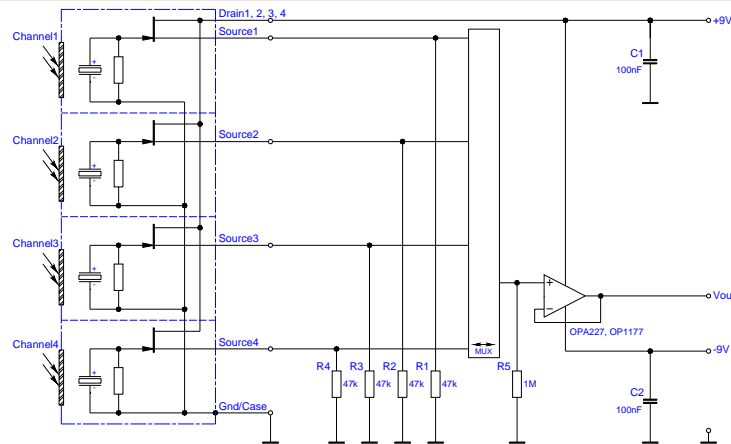 Drain1, 2, 3, 4
+9V
Channel1
Source1
+
-
C1
100nF
Channel2
Source2
+
-
Channel3
Source3
+
-
+
-
Vou
OPA227, OP1177
Channel4
Source4
MUX
-9V
+
-
R4
R3
R2
R1
R5
47k
47k
47k
47k
1M
C2
100nF
Gnd/Case